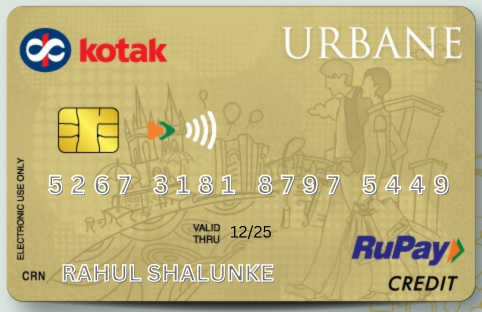 kotak
URBANE
ELECTRONIC USE ONLY
5267 3181 8797 5449
VALID THRU 12/25
RuPay
CRN RAHUL SHALUNKE
CREDIT